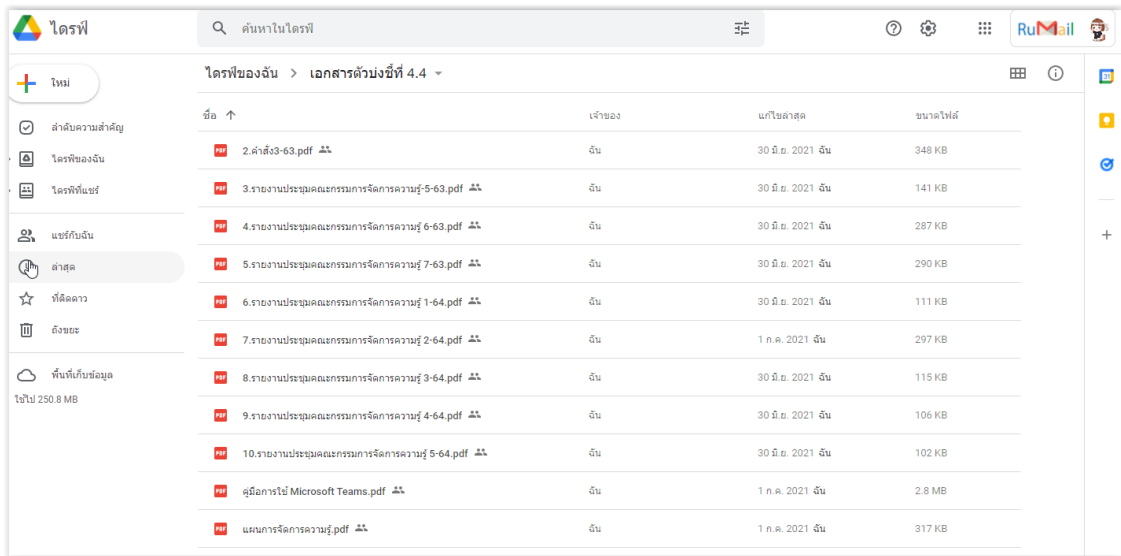 ไดรฟ์
ค้นหาในไดรฟ์
RuMail
ใหม่
ลำดับความสำคัญ
ไดรฟ์ของฉัน
ไดรฟ์ที่แชร์
แชร์กับฉัน
ล่าสุด
ที่ติดดาว
ถังขยะ
พื้นที่เก็บข้อมูล
ใช้ไป 250.8 MB
ไดรฟ์ของฉัน > เอกสารตัวบ่งชี้ที่ 4.4
ชื่อ เจ้าของ แก้ไขล่าสุด ขนาดไฟล์
PDF 2.คำสั่ง3-63.pdf ฉัน 30 มิ.ย. 2021 ฉัน 348 KB
PDF 3.รายงานประชุมคณะกรรมการจัดการความรู้-5-63.pdf ฉัน 30 มิ.ย. 2021 ฉัน 141 KB
PDF 4.รายงานประชุมคณะกรรมการจัดการความรู้ 6-63.pdf ฉัน 30 มิ.ย. 2021 ฉัน 287 KB
PDF 5.รายงานประชุมคณะกรรมการจัดการความรู้ 7-63.pdf ฉัน 30 มิ.ย. 2021 ฉัน 290 KB
PDF 6.รายงานประชุมคณะกรรมการจัดการความรู้ 1-64.pdf ฉัน 30 มิ.ย. 2021 ฉัน 111 KB
PDF 7.รายงานประชุมคณะกรรมการจัดการความรู้ 2-64.pdf ฉัน 1 ก.ค. 2021 ฉัน 297 KB
PDF 8.รายงานประชุมคณะกรรมการจัดการความรู้ 3-64.pdf ฉัน 30 มิ.ย. 2021 ฉัน 115 KB
PDF 9.รายงานประชุมคณะกรรมการจัดการความรู้ 4-64.pdf ฉัน 30 มิ.ย. 2021 ฉัน 106 KB
PDF 10.รายงานประชุมคณะกรรมการจัดการความรู้ 5-64.pdf ฉัน 30 มิ.ย. 2021 ฉัน 102 KB
PDF คู่มือการใช้ Microsoft Teams.pdf ฉัน 1 ก.ค. 2021 ฉัน 2.8 MB
PDF แผนการจัดการความรู้.pdf ฉัน 1 ก.ค. 2021 ฉัน 317 KB
31